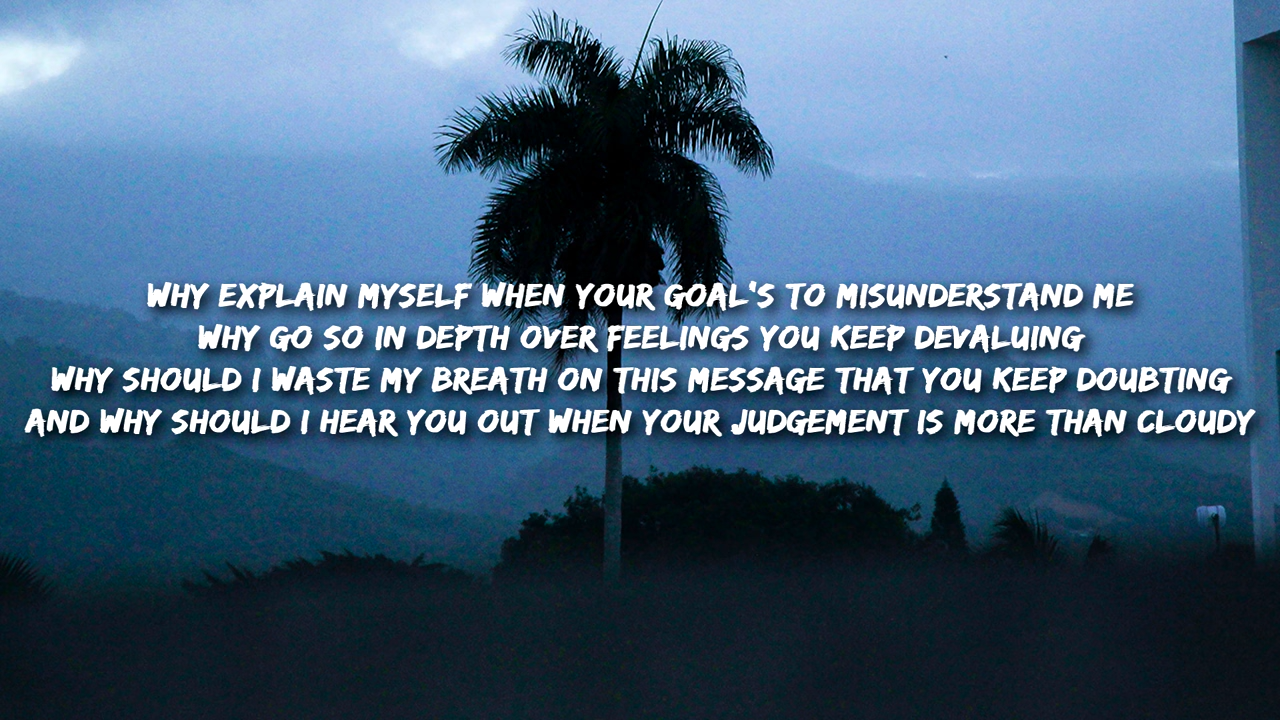 WHY EXPLAIN MYSELF WHEN YOUR GOAL'S TO MISUNDERSTAND ME
WHY GO SO IN DEPTH OVER FEELINGS YOU KEEP DEVALUING
WHY SHOULD I WASTE MY BREATH ON THIS MESSAGE THAT YOU KEEP DOUBTING
AND WHY SHOULD I HEAR YOU OUT WHEN YOUR JUDGEMENT IS MORE THAN CLOUDY